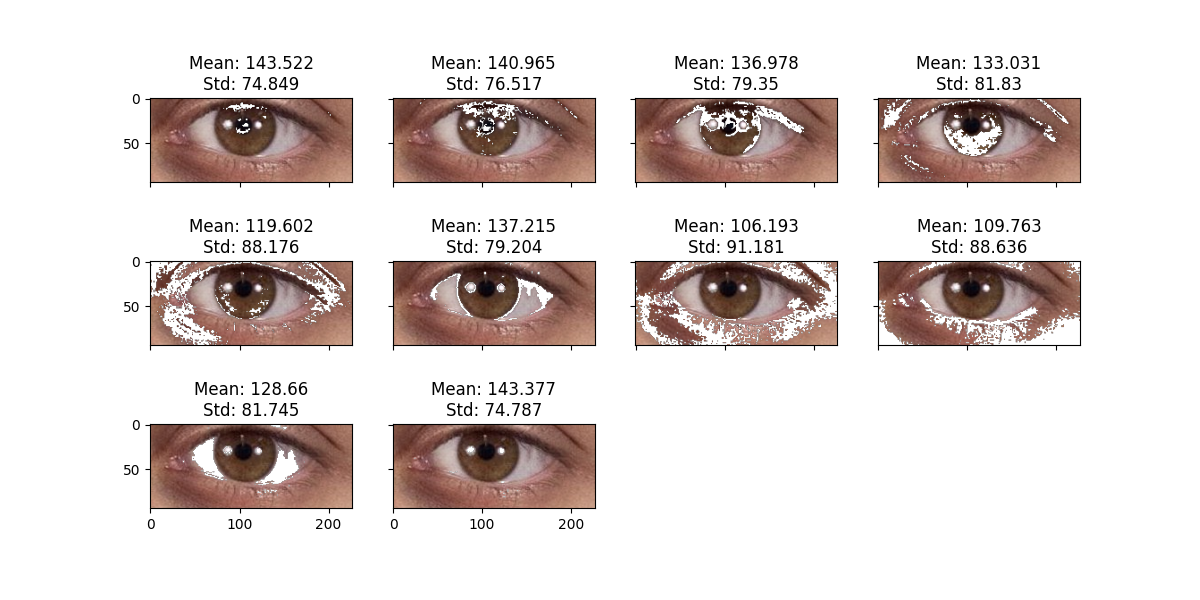 Mean: 143.522
Std: 74.849
Mean: 140.965
Std: 76.517
Mean: 136.978
Std: 79.35
Mean: 133.031
Std: 81.83
0
50
Mean: 119.602
Std: 88.176
Mean: 137.215
Std: 79.204
Mean: 106.193
Std: 91.181
Mean: 109.763
Std: 88.636
0
50
Mean: 128.66
Std: 81.745
Mean: 143.377
Std: 74.787
0
50
0 100 200
0 100 200